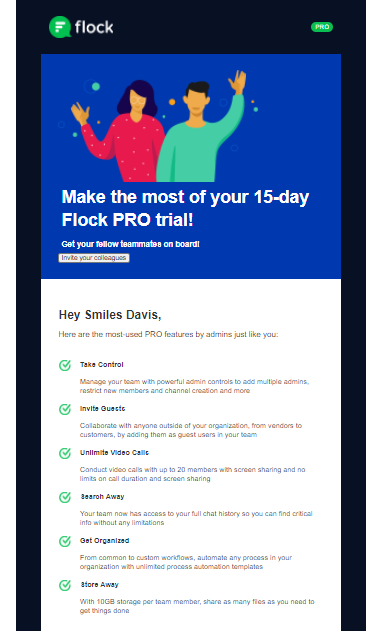 flock
PRO
Make the most of your 15-day
Flock PRO trial!
Get your fellow teammates on board!
Invite your colleagues
Hey Smiles Davis,
Here are the most-used PRO features by admins just like you:
Take Control
Manage your team with powerful admin controls to add multiple admins,
restrict new members and channel creation and more
Invite Guests
Collaborate with anyone outside of your organization, from vendors to
customers, by adding them as guest users in your team
Unlimite Video Calls
Conduct video calls with up to 20 members with screen sharing and no
limits on call duration and screen sharing
Search Away
Your team now has access to your full chat history so you can find critical
info without any limitations
Get Organized
From common to custom workflows, automate any process in your
organization with unlimited process automation templates
Store Away
With 10GB storage per team member, share as many files as you need to
get things done